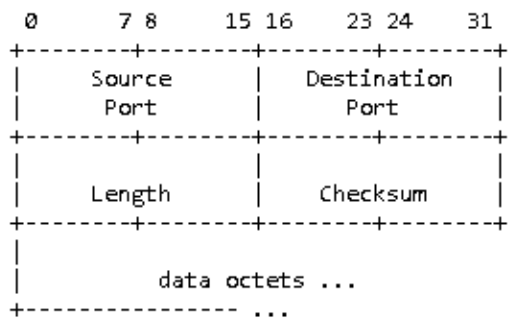 0 7 8 15 16 23 24 31
+--------+--------+--------+--------+
| Source | Destination |
| Port | Port |
+--------+--------+--------+--------+
| | |
| Length | Checksum |
+--------+--------+--------+--------+
|
| data octets ...
+---------------- ...